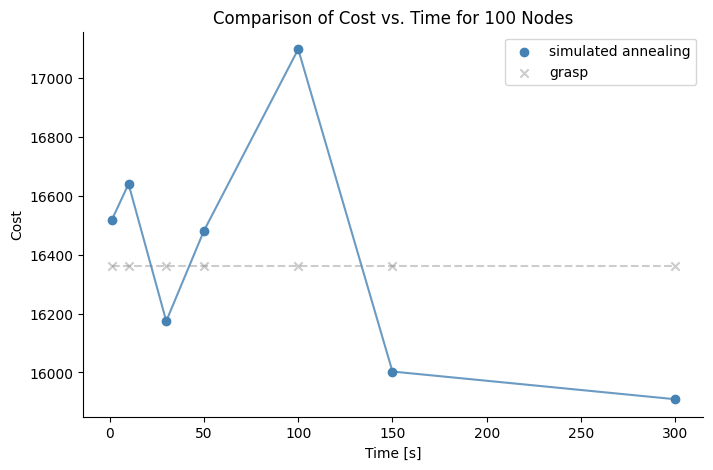 Comparison of Cost vs. Time for 100 Nodes
simulated annealing
grasp
17000
16800
16600
16400
16200
16000
Cost
0
50
100
150
200
250
300
Time [s]